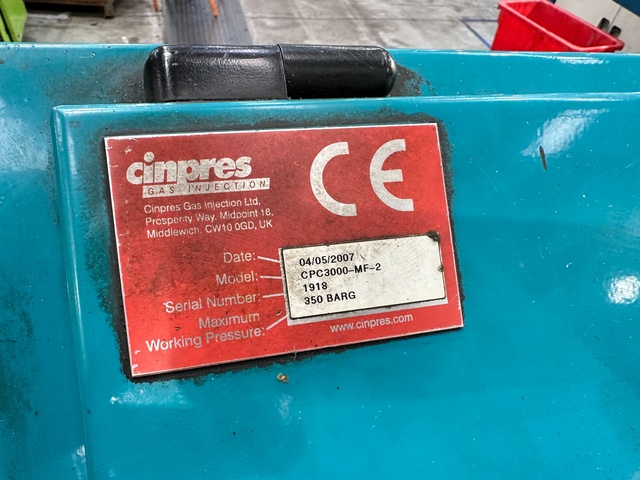 cinpres
GAS INJECTION
CE
Cinpres Gas Injection Ltd,
Prosperity Way, Midpoint 18,
Middlewich. CW10 0GD, UK
Date: 04/05/2007
Model: CPC3000-MF-2
Serial Number: 1918
Maximum
Working Pressure: 350 BARG
www.cinpres.com